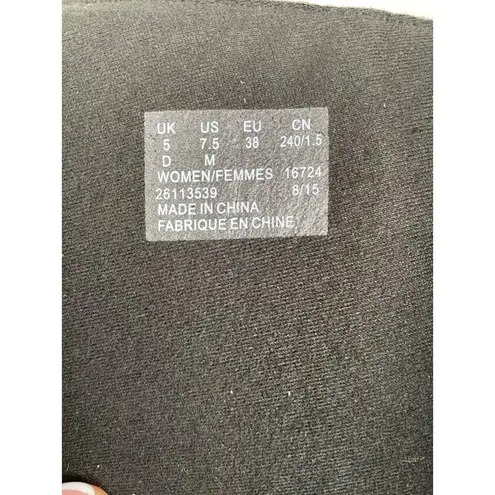 UK US EU CN
5 7.5 38 240/1.5
D M
WOMEN/FEMMES 16724
26113539 8/15
MADE IN CHINA
FABRIQUE EN CHINE